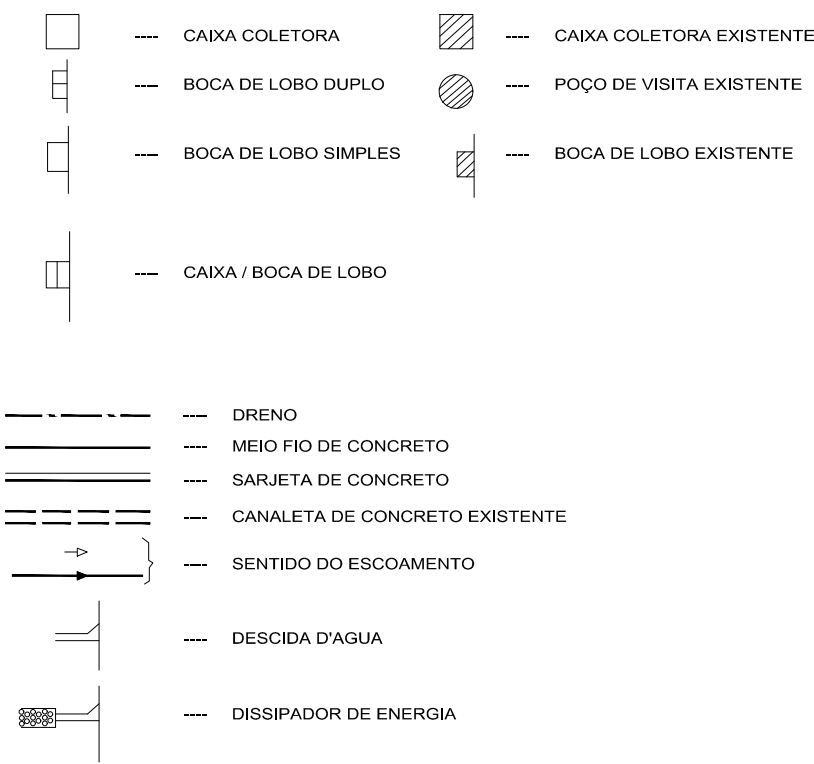 ---- CAIXA COLETORA
---- CAIXA COLETORA EXISTENTE
---- BOCA DE LOBO DUPLO
---- POÇO DE VISITA EXISTENTE
---- BOCA DE LOBO SIMPLES
---- BOCA DE LOBO EXISTENTE
---- CAIXA / BOCA DE LOBO
---- DRENO
---- MEIO FIO DE CONCRETO
---- SARJETA DE CONCRETO
---- CANALETA DE CONCRETO EXISTENTE
---- SENTIDO DO ESCOAMENTO
---- DESCIDA D'AGUA
---- DISSIPADOR DE ENERGIA